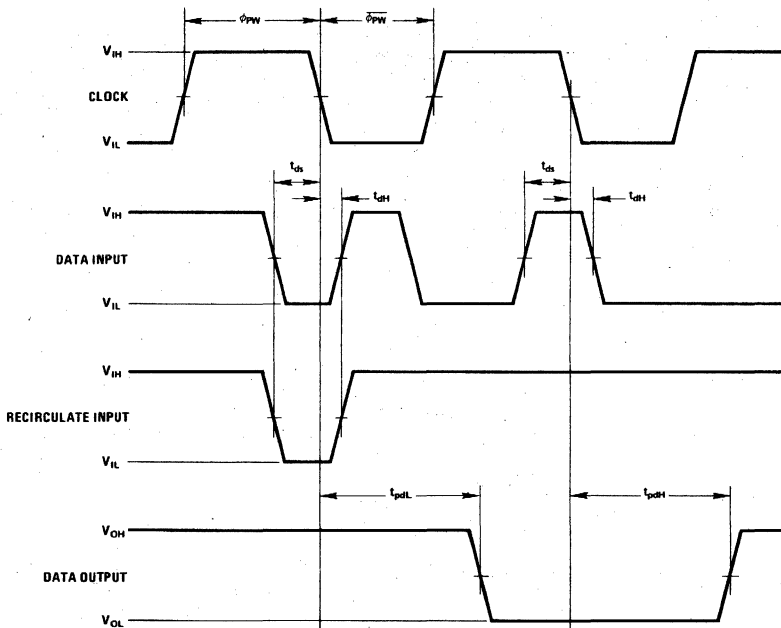 ϕPW
ϕPW
VIH
CLOCK
VIL
tds
tds
tdH
tdH
VIH
DATA INPUT
VIL
VIH
RECIRCULATE INPUT
VIL
tpdL
tpdH
VOH
DATA OUTPUT
VOL